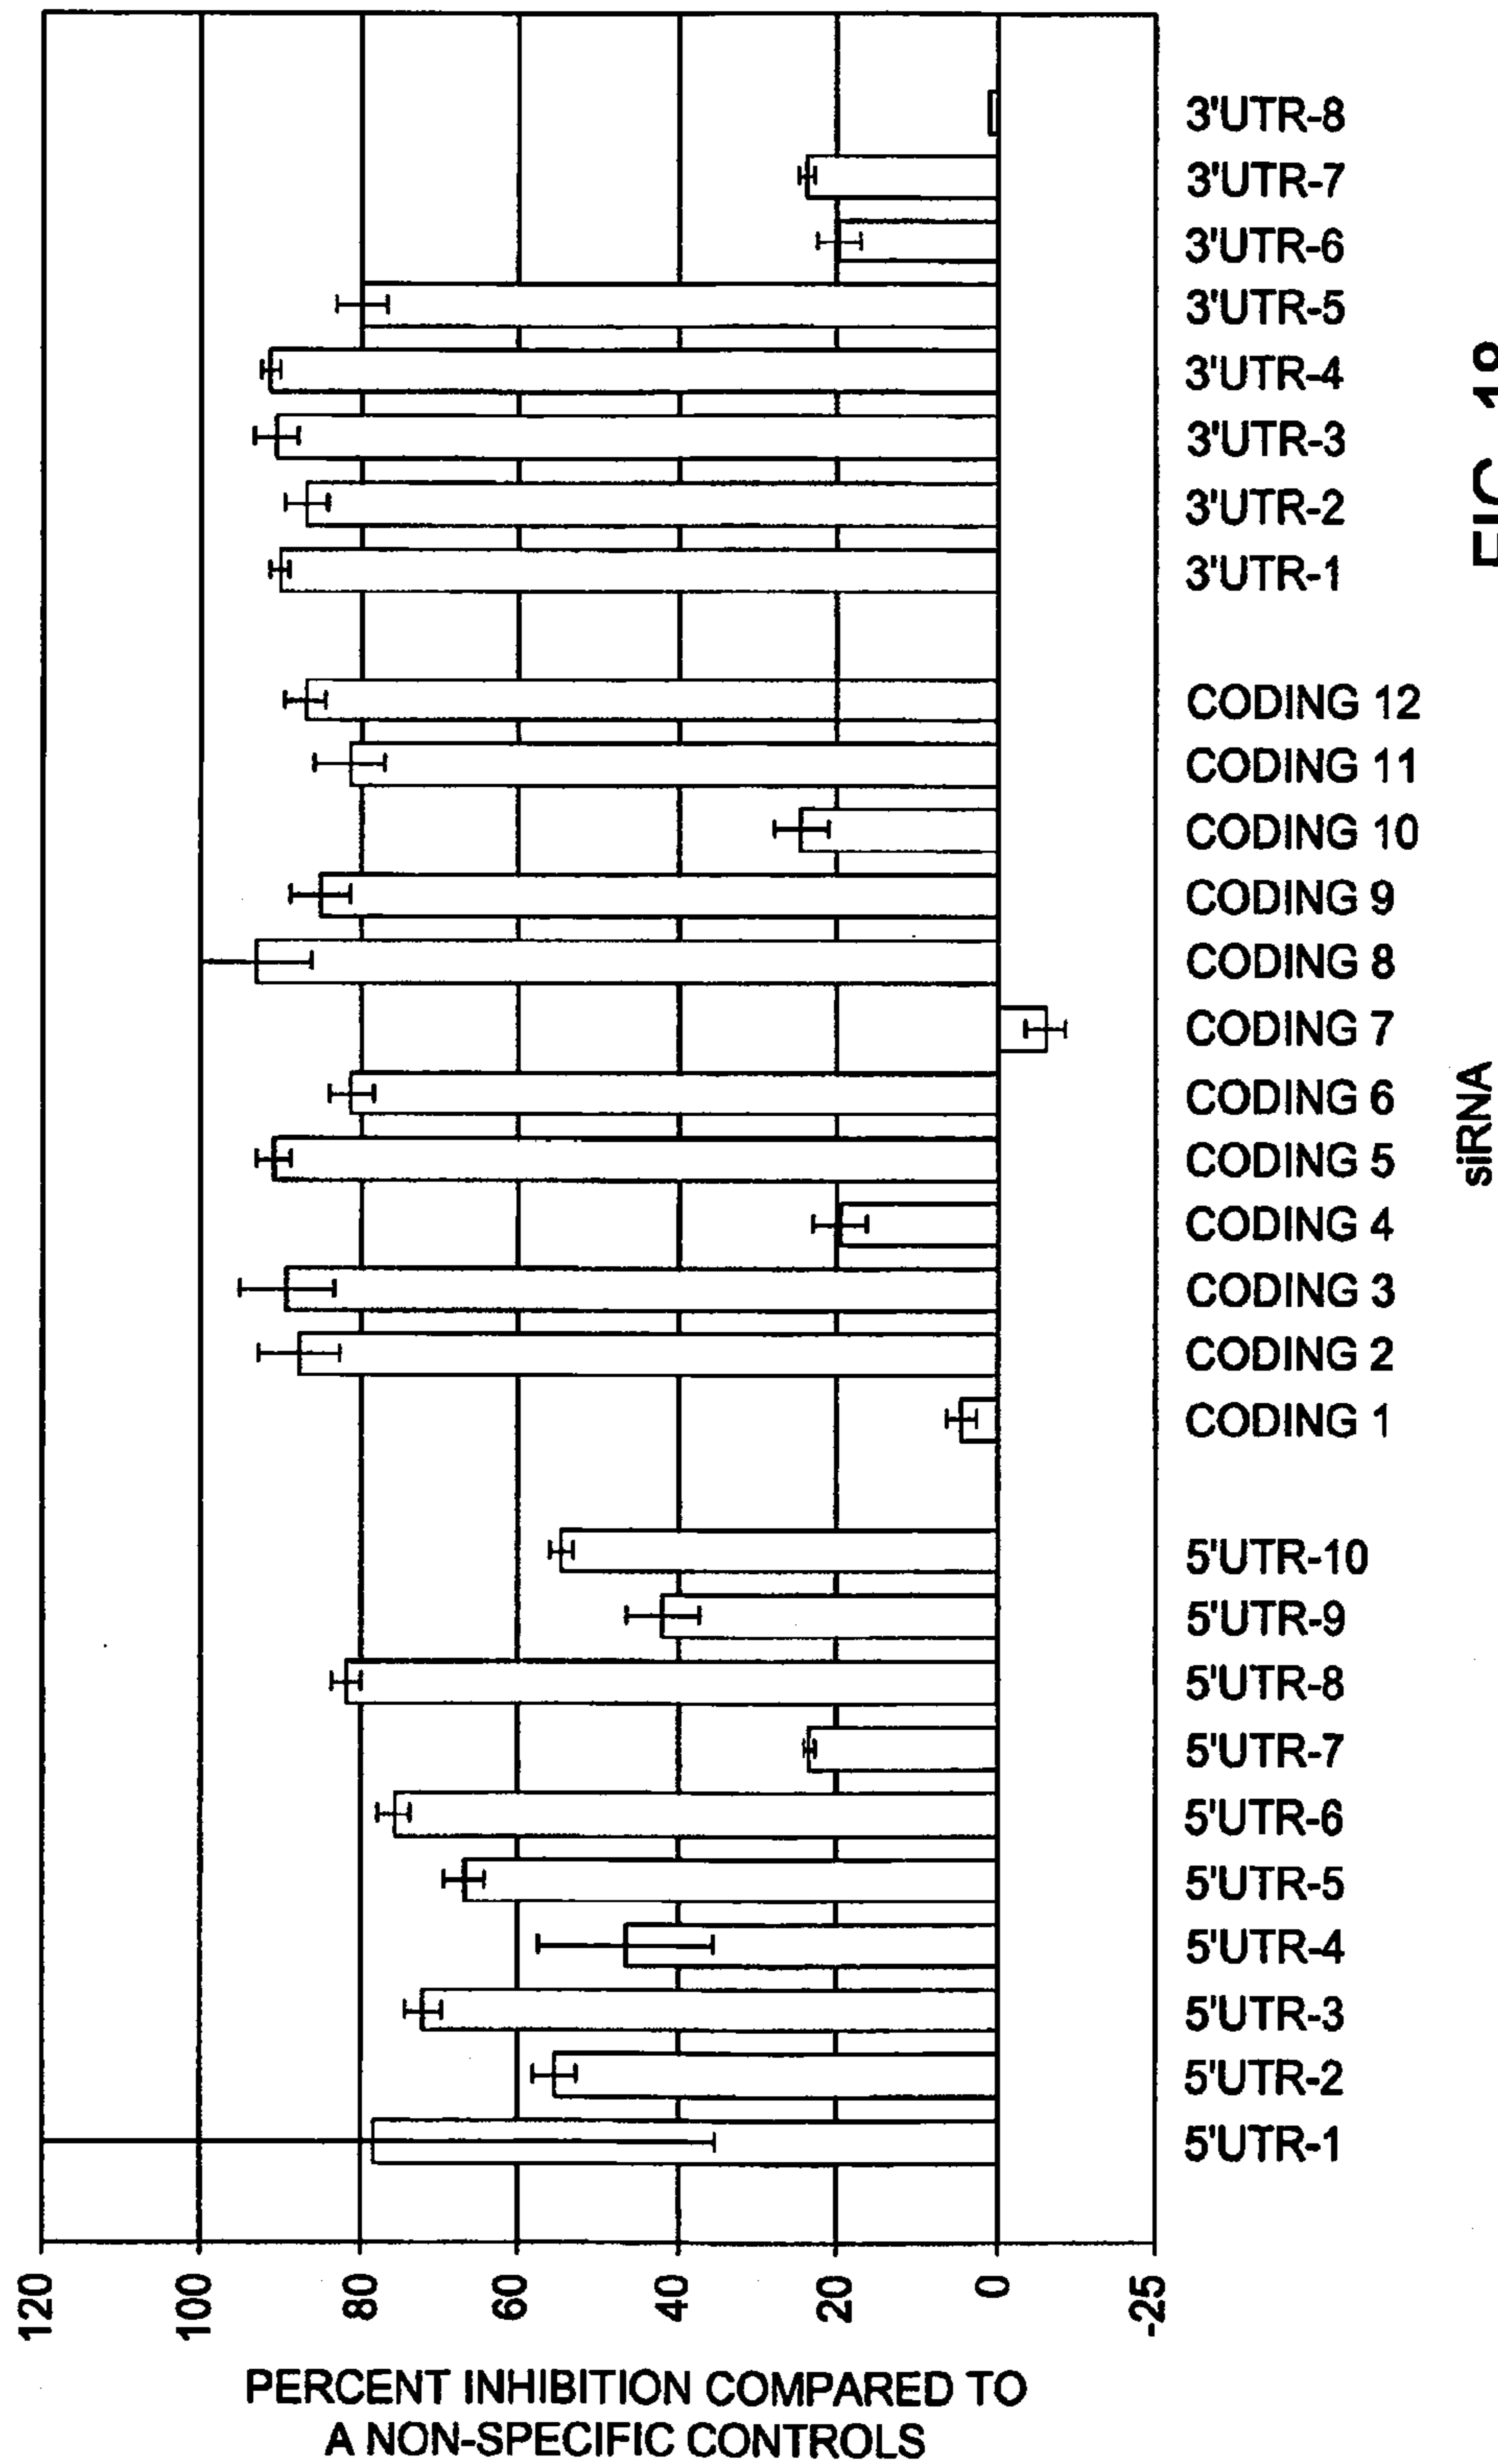 PERCENT INHIBITION COMPARED TO
A NON-SPECIFIC CONTROLS
120
100
80
60
40
20
0
-25
5'UTR-1
5'UTR-2
5'UTR-3
5'UTR-4
5'UTR-5
5'UTR-6
5'UTR-7
5'UTR-8
5'UTR-9
5'UTR-10
CODING 1
CODING 2
CODING 3
CODING 4
CODING 5
CODING 6
CODING 7
CODING 8
CODING 9
CODING 10
CODING 11
CODING 12
3'UTR-1
3'UTR-2
3'UTR-3
3'UTR-4
3'UTR-5
3'UTR-6
3'UTR-7
3'UTR-8
siRNA